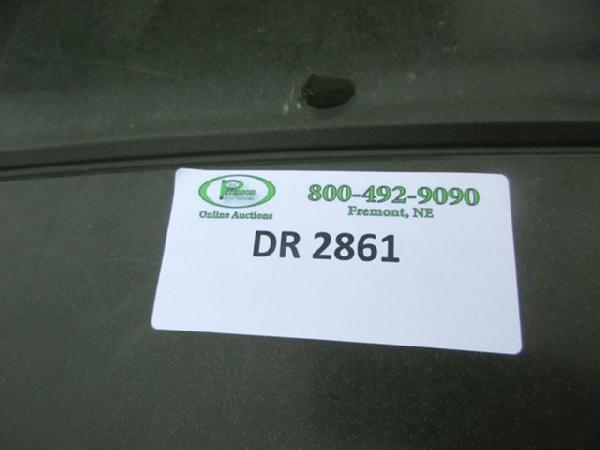 800-492-9090
Online Auctions
Fremont, NE
DR 2861